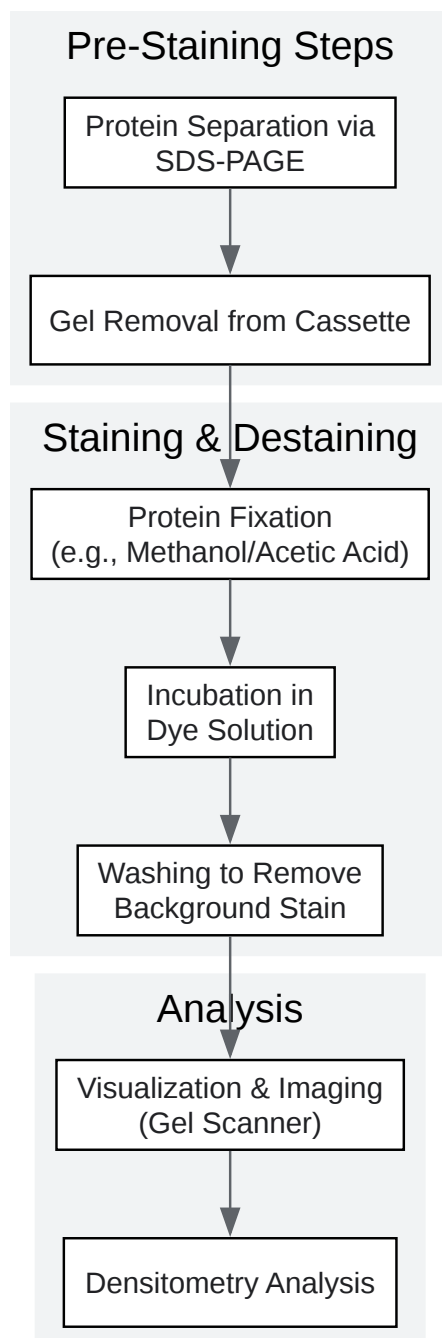 Pre-Staining Steps
Protein Separation via
SDS-PAGE
Gel Removal from Cassette
Staining & Destaining
Protein Fixation
(e.g., Methanol/Acetic Acid)
Incubation in
Dye Solution
Washing to Remove
Background Stain
Analysis
Visualization & Imaging
(Gel Scanner)
Densitometry Analysis